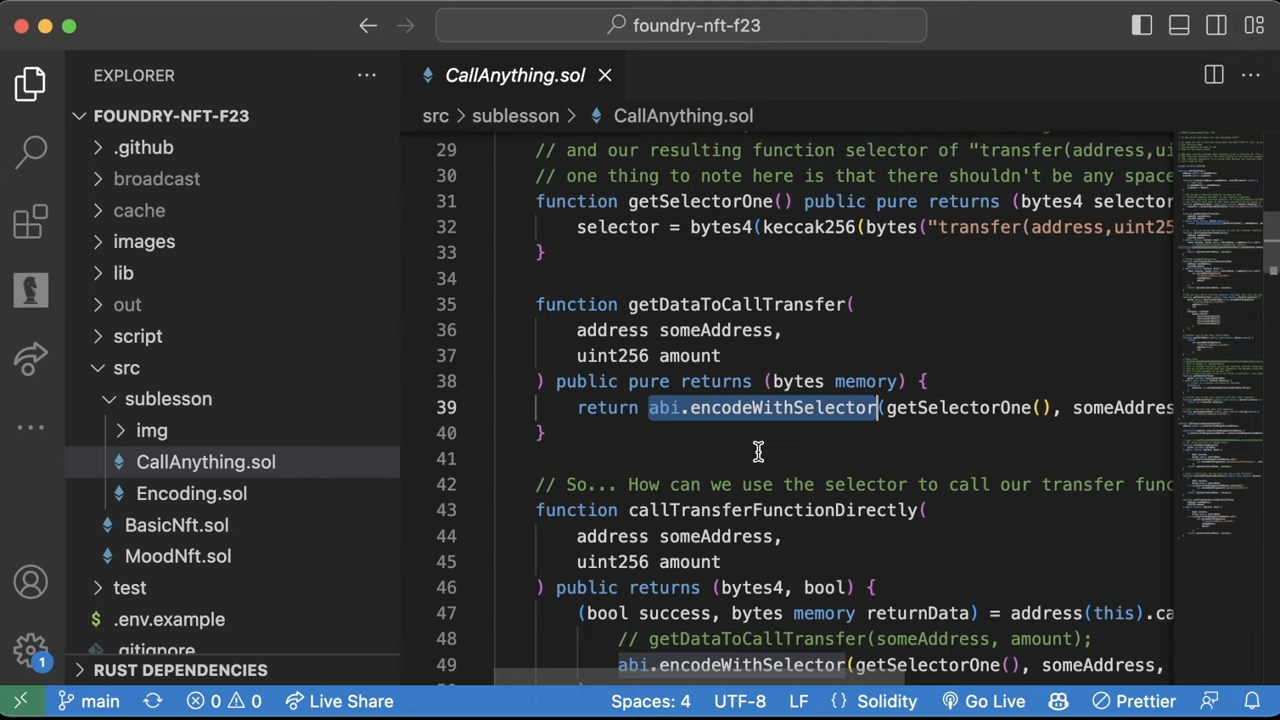 foundry-nft-f23
EXPLORER
FOUNDRY-NFT-F23
.github
broadcast
cache
images
lib
out
script
src
sublesson
img
CallAnything.sol
Encoding.sol
BasicNft.sol
MoodNft.sol
test
$ .env.example
.gitignore
RUST DEPENDENCIES
1
CallAnything.sol
src > sublesson > CallAnything.sol
29 // and our resulting function selector of "transfer(address,ui
30 // one thing to note here is that there shouldn't be any space
31 function getSelectorOne() public pure returns (bytes4 selector
32 selector = bytes4(keccak256(bytes("transfer(address,uint25
33 }
34
35 function getDataToCallTransfer(
36 address someAddress,
37 uint256 amount
38 ) public pure returns (bytes memory) {
39 return abi.encodeWithSelector(getSelectorOne(), someAddres
40 }
41
42 // So... How can we use the selector to call our transfer func
43 function callTransferFunctionDirectly(
44 address someAddress,
45 uint256 amount
46 ) public returns (bytes4, bool) {
47 (bool success, bytes memory returnData) = address(this).ca
48 // getDataToCallTransfer(someAddress, amount);
49 abi.encodeWithSelector(getSelectorOne(), someAddress,
main 0 0 Live Share Spaces: 4 UTF-8 LF {} Solidity Go Live Prettier